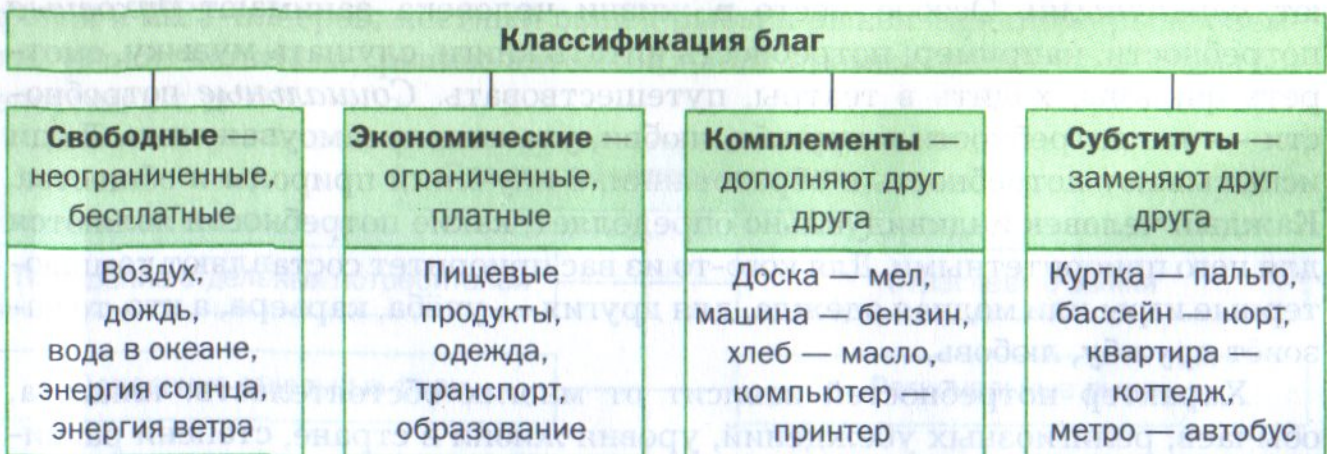 Классификация благ
Свободные —
неограниченные,
бесплатные
Экономические —
ограниченные,
платные
Комплементы —
дополняют друг
друга
Субституты —
заменяют друг
друга
Воздух,
дождь,
вода в океане,
энергия солнца,
энергия ветра
Пищевые
продукты,
одежда,
транспорт,
образование
Доска — мел,
машина — бензин,
хлеб — масло,
компьютер —
принтер
Куртка — пальто,
бассейн — корт,
квартира —
коттедж,
метро — автобус